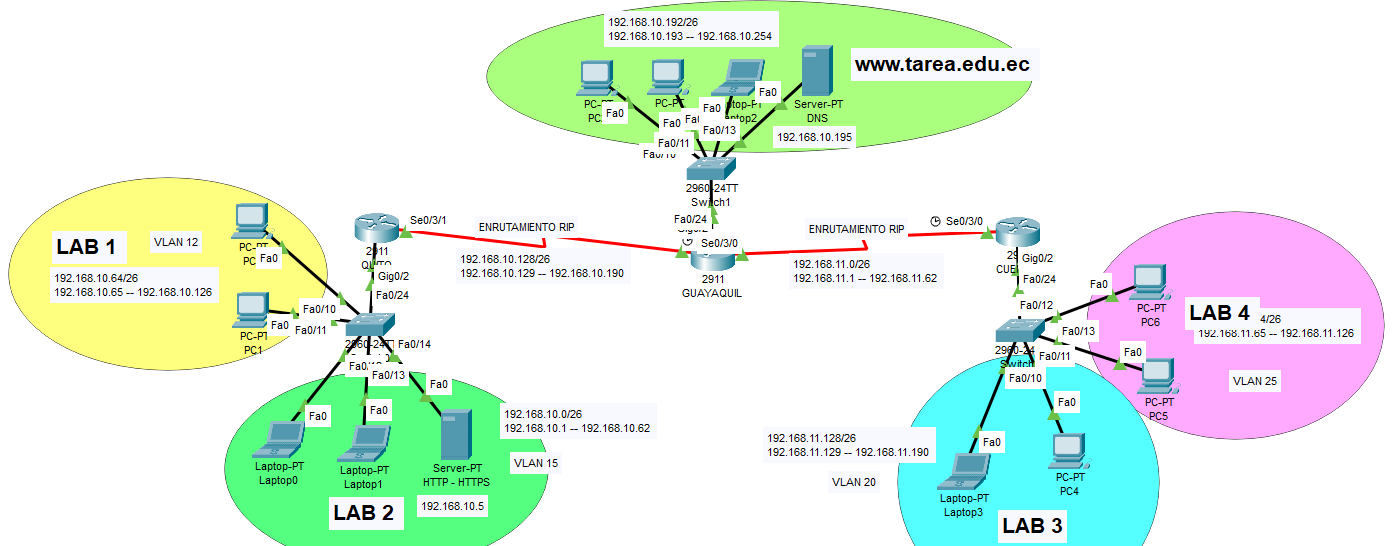 192.168.10.192/26
192.168.10.193 -- 192.168.10.254
www.tarea.edu.ec
PC-PT
PC-PT
Laptop2
Server-PT
DNS
Fa0
Fa0
Fa0
Fa0
192.168.10.195
Fa0/13
Fa0/11
Fa0/10
2960-24TT
Switch1
Fa0/24
Gig0/2
Se0/3/0
2911
GUAYAQUIL
ENRUTAMIENTO RIP
192.168.10.128/26
192.168.10.129 -- 192.168.10.190
ENRUTAMIENTO RIP
192.168.11.0/26
192.168.11.1 -- 192.168.11.62
LAB 1
VLAN 12
192.168.10.64/26
192.168.10.65 -- 192.168.10.126
PC-PT
Fa0
PC-PT
PC1
Fa0
Fa0/10
Fa0/11
Se0/3/1
2911
QUITO
Gig0/2
Fa0/24
Fa0/14
Fa0/13
Fa0
Fa0
Fa0
Laptop-PT
Laptop0
Laptop-PT
Laptop1
Server-PT
HTTP - HTTPS
192.168.10.5
192.168.10.0/26
192.168.10.1 -- 192.168.10.62
VLAN 15
LAB 2
Se0/3/0
Gig0/2
Fa0/24
Fa0/12
Fa0/13
Fa0/11
Fa0/10
2960-24
Fa0
PC-PT
PC6
Fa0
PC-PT
PC5
LAB 4
4/26
192.168.11.65 -- 192.168.11.126
VLAN 25
192.168.11.128/26
192.168.11.129 -- 192.168.11.190
VLAN 20
Fa0
Laptop-PT
Laptop3
Fa0
PC-PT
PC4
LAB 3